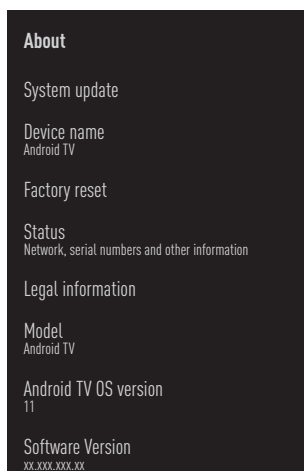 About
System update
Device name
Android TV
Factory reset
Status
Network, serial numbers and other information
Legal information
Model
Android TV
Android TV OS version
11
Software Version
xx.xxx.xxx.xx